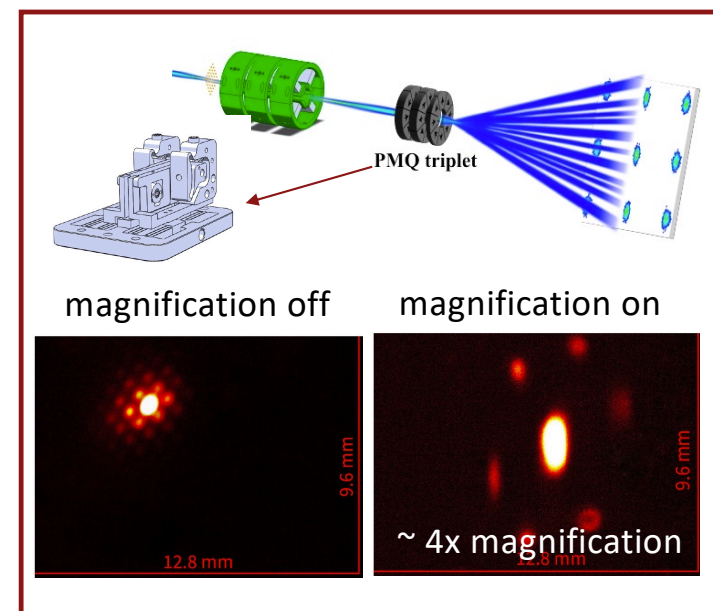 PMQ triplet
magnification off
magnification on
9.6 mm
12.8 mm
9.6 mm
~ 4x magnification
12.8 mm